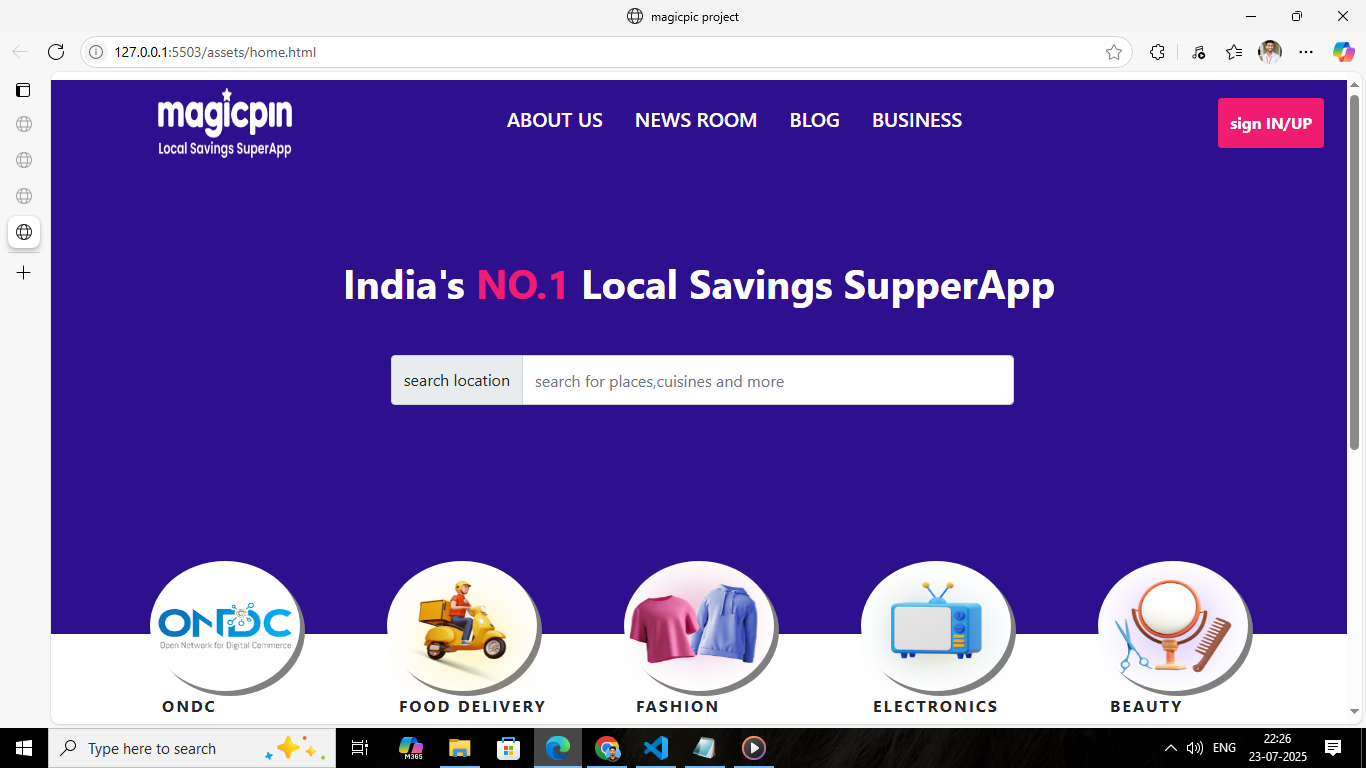 magicpic project
127.0.0.1:5503/assets/home.html
magicpin
Local Savings SuperApp
ABOUT US NEWS ROOM BLOG BUSINESS
sign IN/UP
India's NO.1 Local Savings SupperApp
search location search for places,cuisines and more
ONDC
Open Network for Digital Commerce
ONDC FOOD DELIVERY FASHION ELECTRONICS BEAUTY
Type here to search
M365
ENG
22:26
23-07-2025